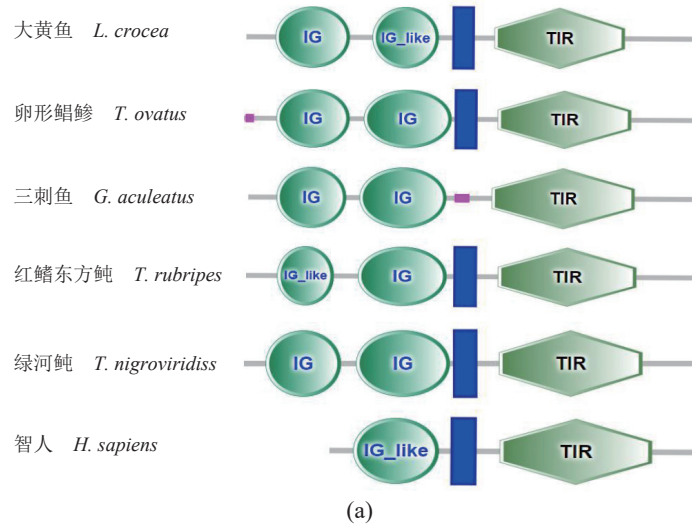 大黄鱼 L. crocea IG IG_like TIR
卵形鲳鲹 T. ovatus IG IG TIR
三刺鱼 G. aculeatus IG IG TIR
红鳍东方鲀 T. rubripes IG_like IG TIR
绿河鲀 T. nigroviridiss IG IG TIR
智人 H. sapiens IG_like TIR
(a)